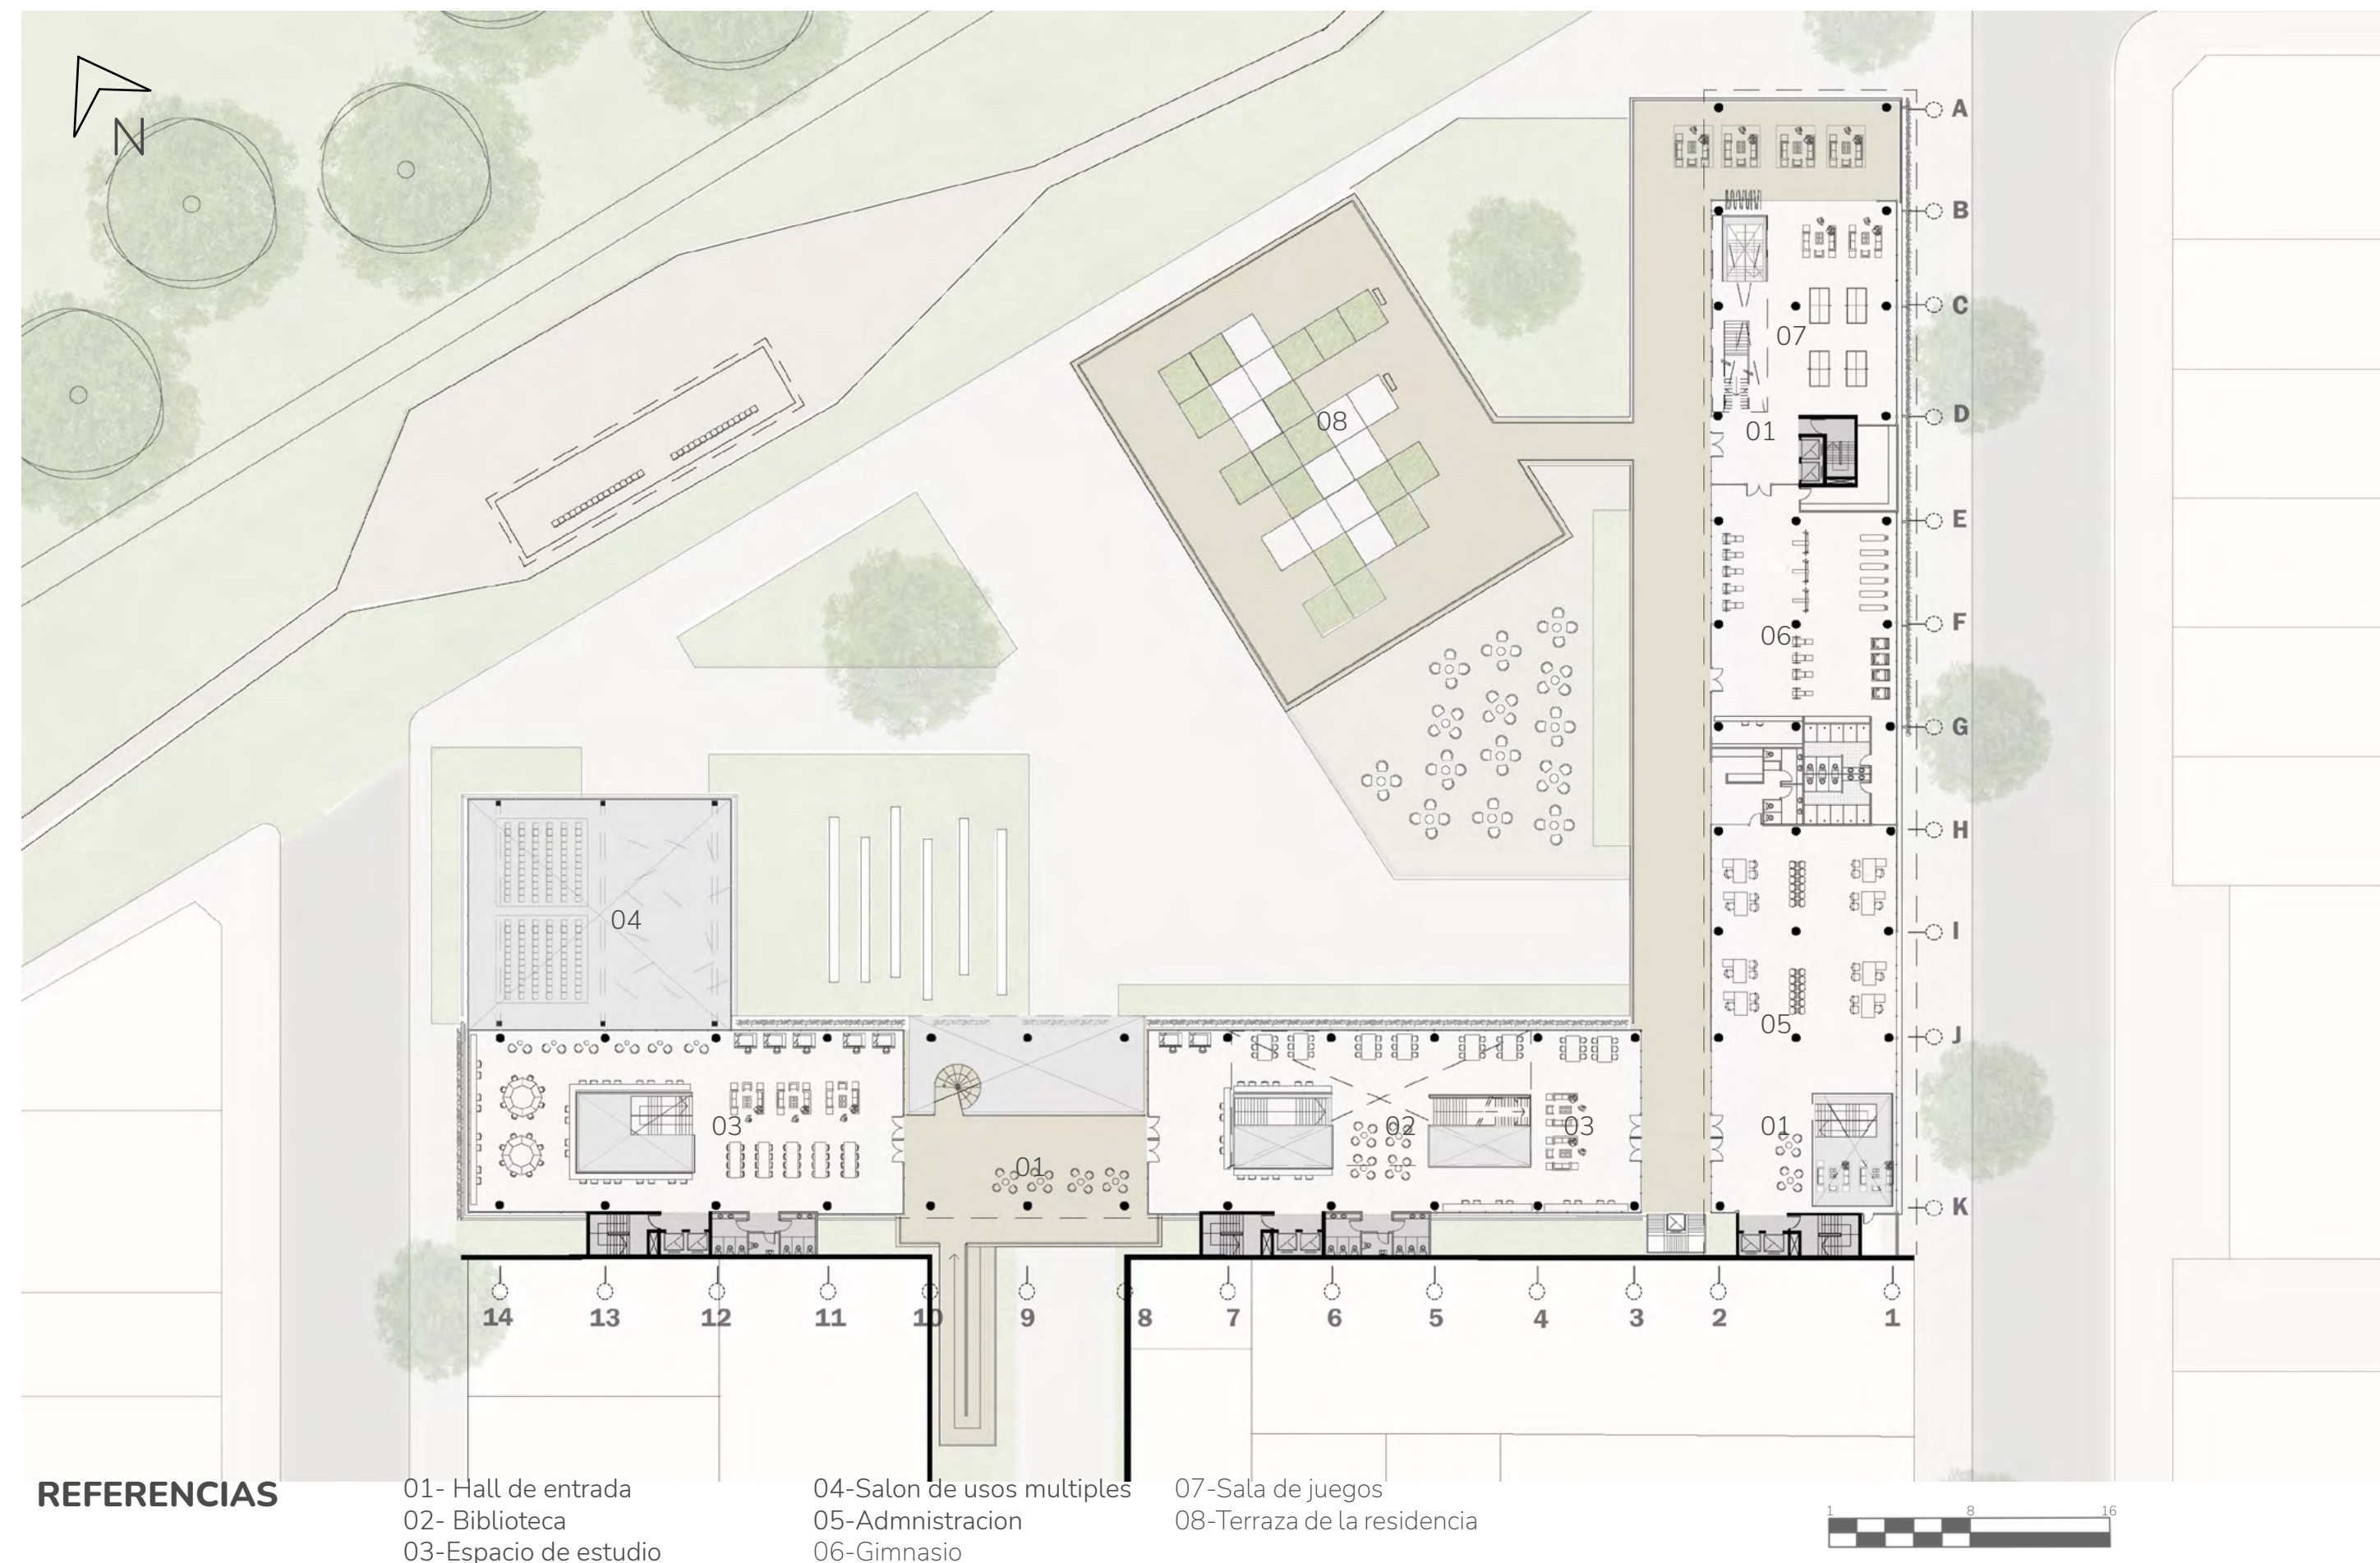 N
A
B
C
07
D
08
01
E
06
F
G
H
04
I
05
J
03
02
03
01
01
K
14
13
12
11
10
9
8
7
6
5
4
3
2
1
REFERENCIAS
01- Hall de entrada
02- Biblioteca
03-Espacio de estudio
04-Salon de usos multiples
05-Admnistracion
06-Gimnasio
07-Sala de juegos
08-Terraza de la residencia
1
8
16